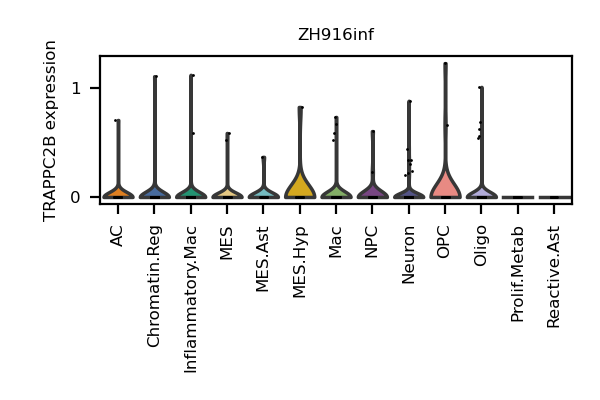 ZH916inf
TRAPPC2B expression
1
0
AC
Chromatin.Reg
Inflammatory.Mac
MES
MES.Ast
MES.Hyp
Mac
NPC
Neuron
OPC
Oligo
Prolif.Metab
Reactive.Ast